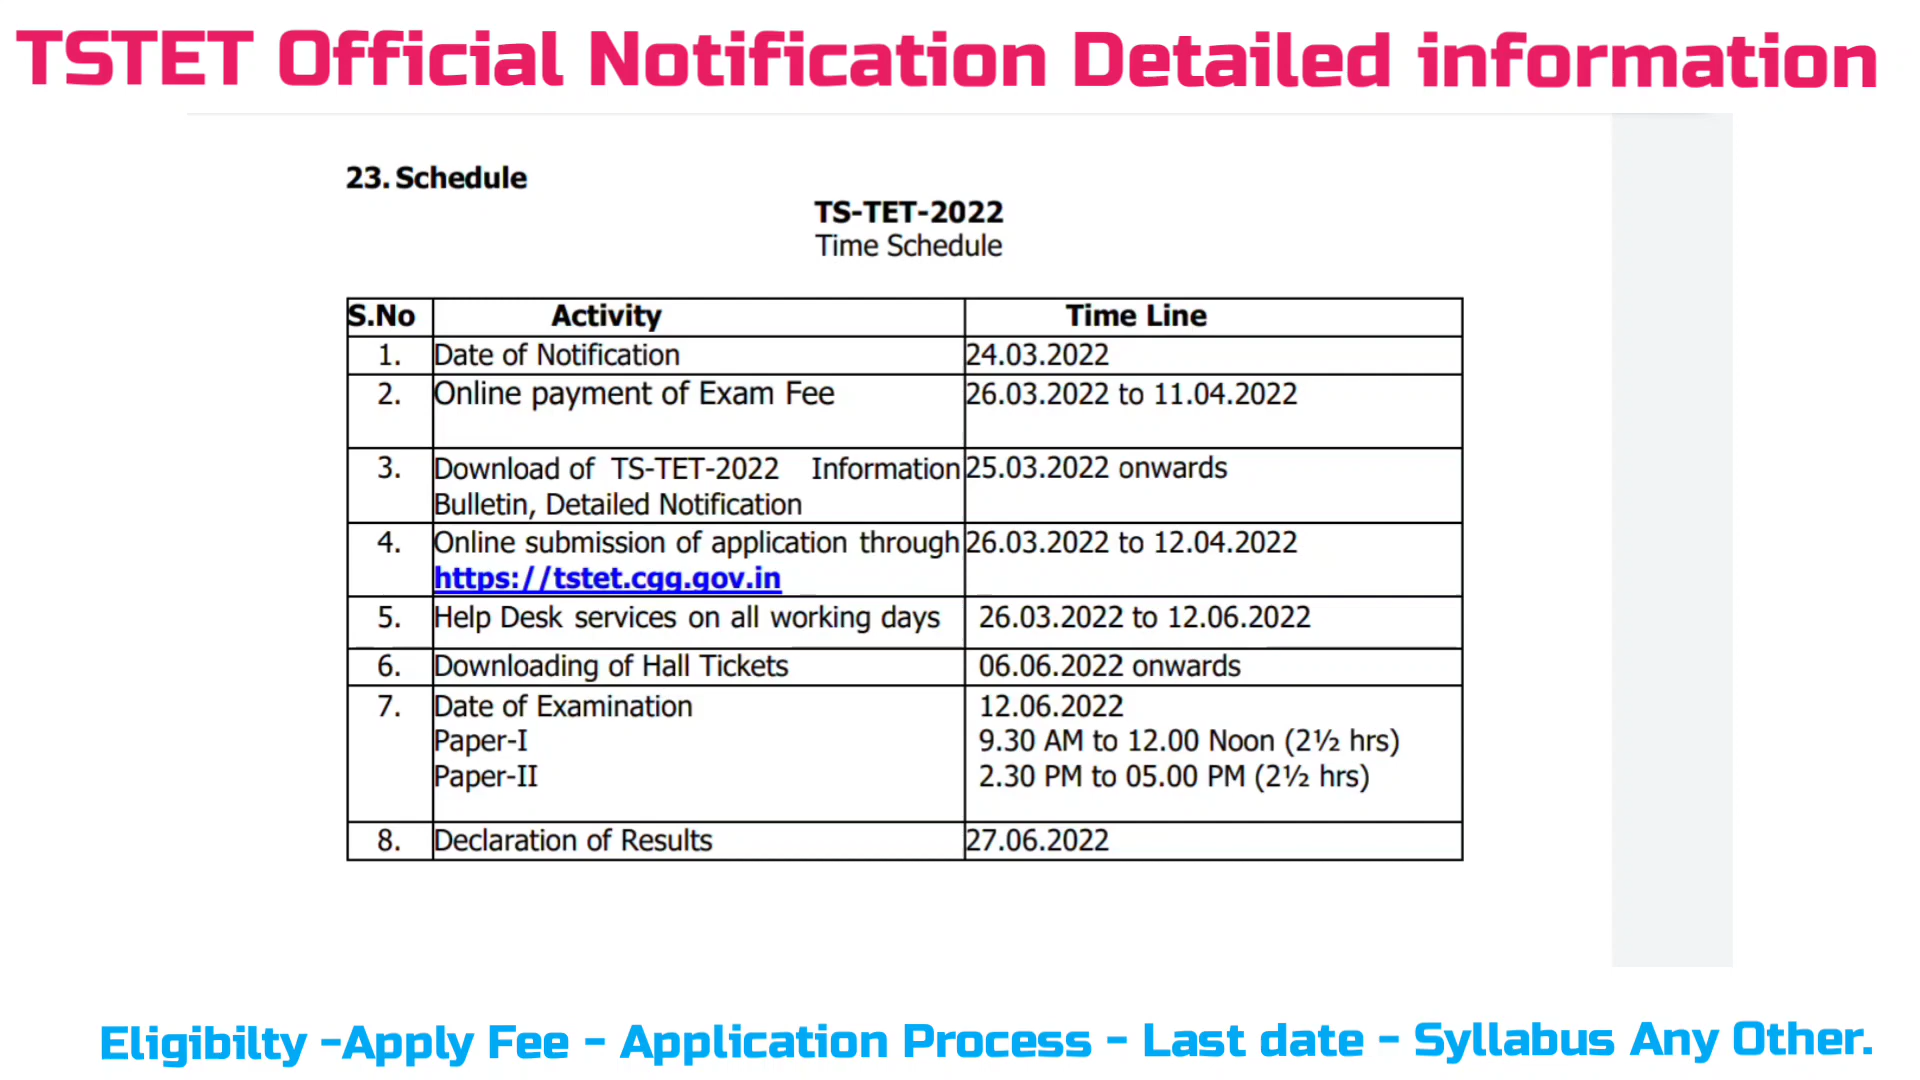 TSTET Official Notification Detailed information
23. Schedule
TS-TET-2022
Time Schedule
S.No Activity Time Line
1. Date of Notification 24.03.2022
2. Online payment of Exam Fee 26.03.2022 to 11.04.2022
3. Download of TS-TET-2022 Information 25.03.2022 onwards
Bulletin, Detailed Notification
4. Online submission of application through 26.03.2022 to 12.04.2022
https://tstet.cgg.gov.in
5. Help Desk services on all working days 26.03.2022 to 12.06.2022
6. Downloading of Hall Tickets 06.06.2022 onwards
7. Date of Examination 12.06.2022
Paper-I 9.30 AM to 12.00 Noon (2½ hrs)
Paper-II 2.30 PM to 05.00 PM (2½ hrs)
8. Declaration of Results 27.06.2022
Eligibilty -Apply Fee - Application Process - Last date - Syllabus Any Other.